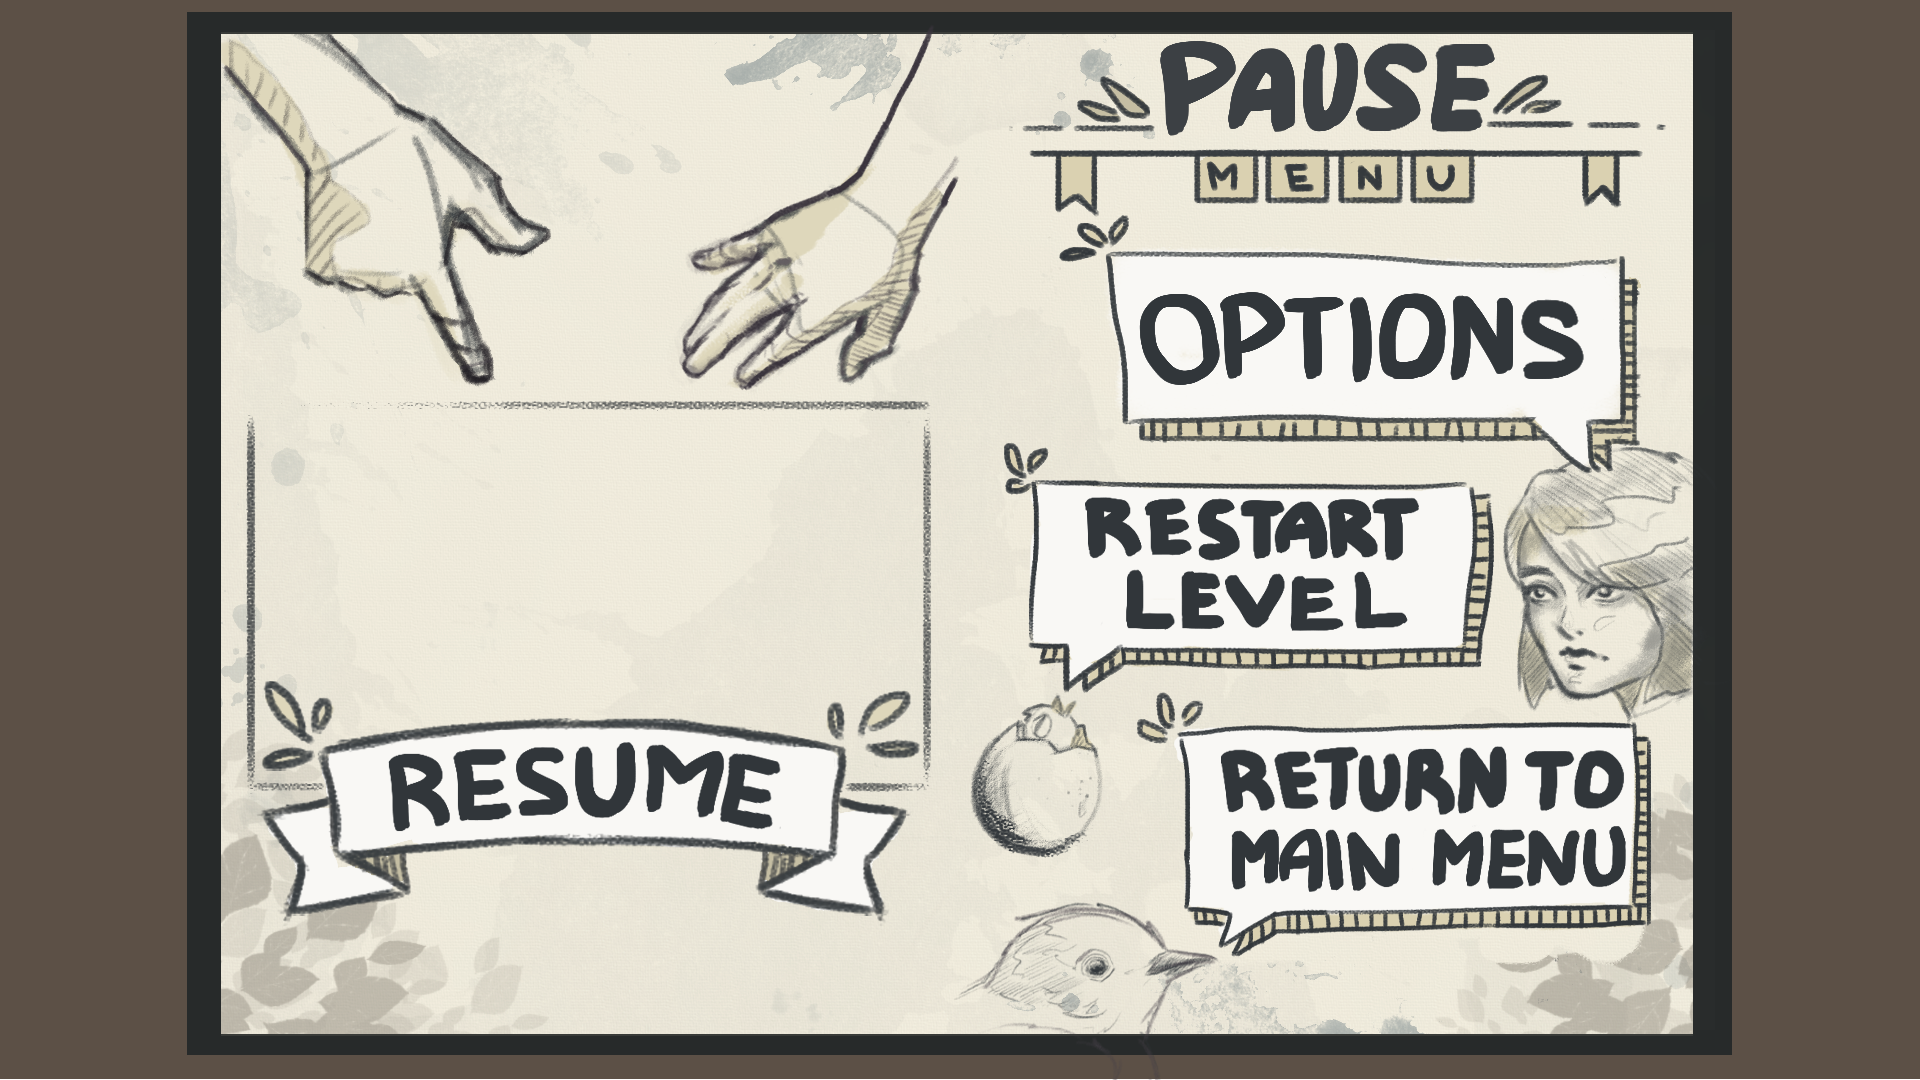 PAUSE
MENU
OPTIONS
RESTART
LEVEL
RETURN TO
MAIN MENU
RESUME